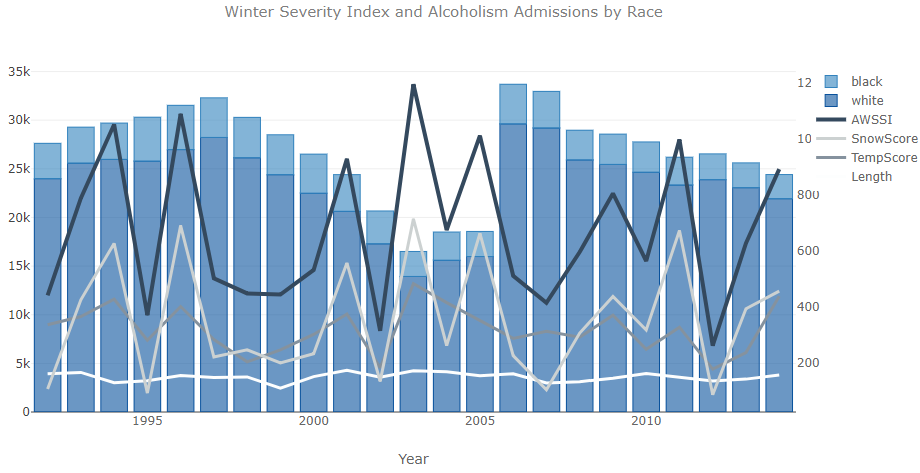 Winter Severity Index and Alcoholism Admissions by Race
35k
30k
25k
20k
15k
10k
5k
0
12
10
800
600
400
200
1995
2000
2005
2010
Year
black
white
AWSSI
SnowScore
TempScore
Length